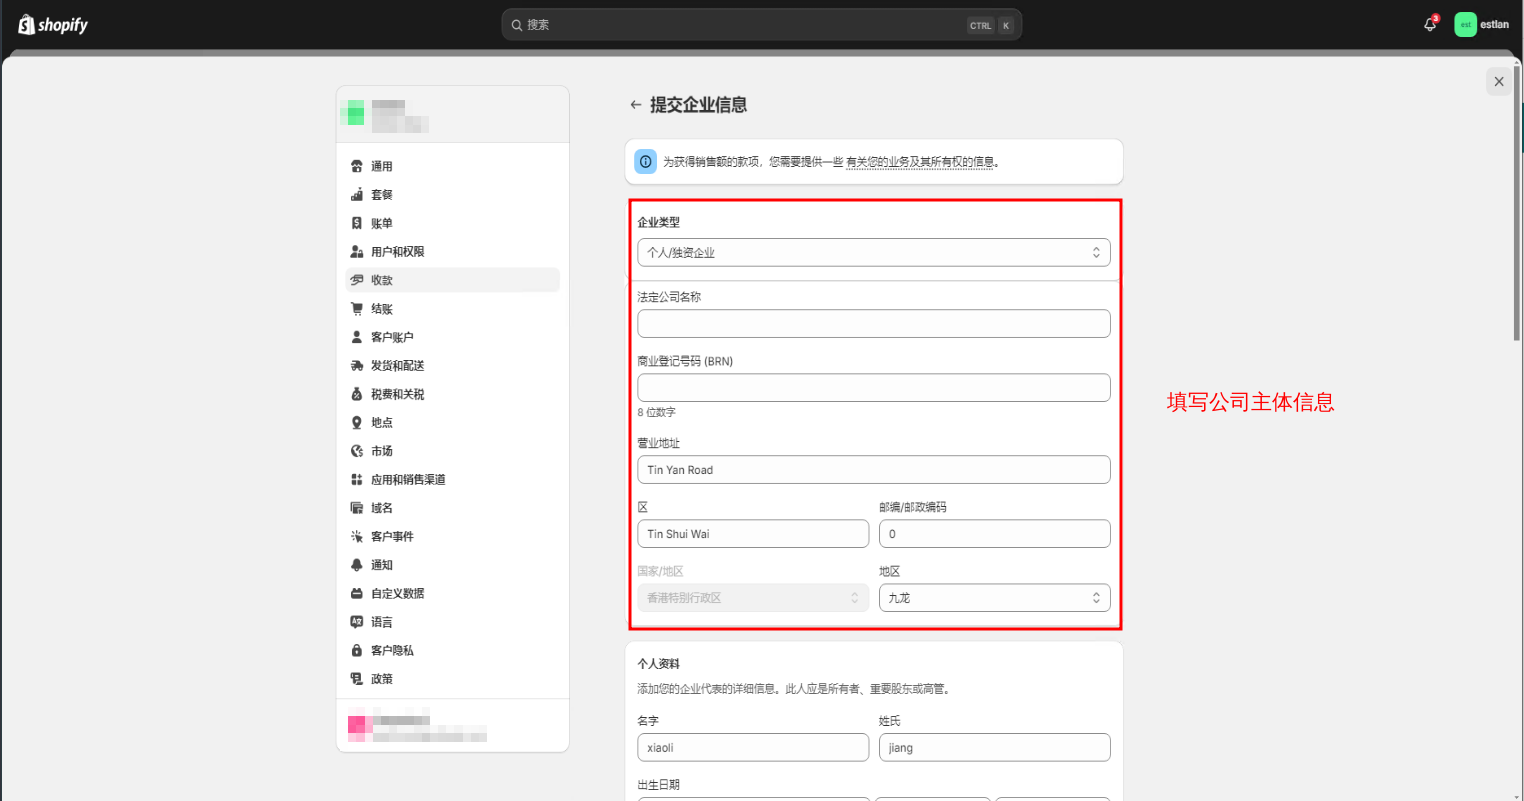 shopify
搜索
CTRL K
3
est
estlan
通用
套餐
账单
用户和权限
收款
结账
客户账户
发货和配送
税费和关税
地点
市场
应用和销售渠道
域名
客户事件
通知
自定义数据
语言
客户隐私
政策
提交企业信息
为获得销售额的款项，您需要提供一些 有关您的业务及其所有权的信息。
企业类型
个人/独资企业
法定公司名称
商业登记号码 (BRN)
8 位数字
营业地址
Tin Yan Road
区 邮编/邮政编码
Tin Shui Wai 0
国家/地区 地区
香港特别行政区 九龙
填写公司主体信息
个人资料
添加您的企业代表的详细信息。此人应是所有者、重要股东或高管。
名字 姓氏
xiaoli jiang
出生日期